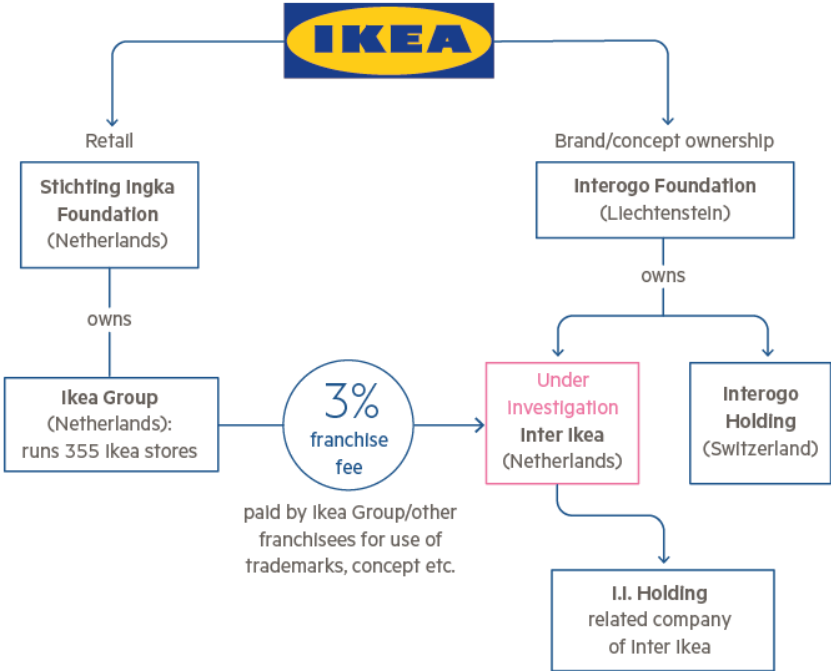 IKEA
Retail
Brand/concept ownership
Stichting Ingka
Foundation
(Netherlands)
Interogo Foundation
(Liechtenstein)
owns
owns
Ikea Group
(Netherlands):
runs 355 Ikea stores
3%
franchise
fee
paid by Ikea Group/other
franchisees for use of
trademarks, concept etc.
Under
investigation
Inter Ikea
(Netherlands)
Interogo
Holding
(Switzerland)
I.I. Holding
related company
of Inter Ikea